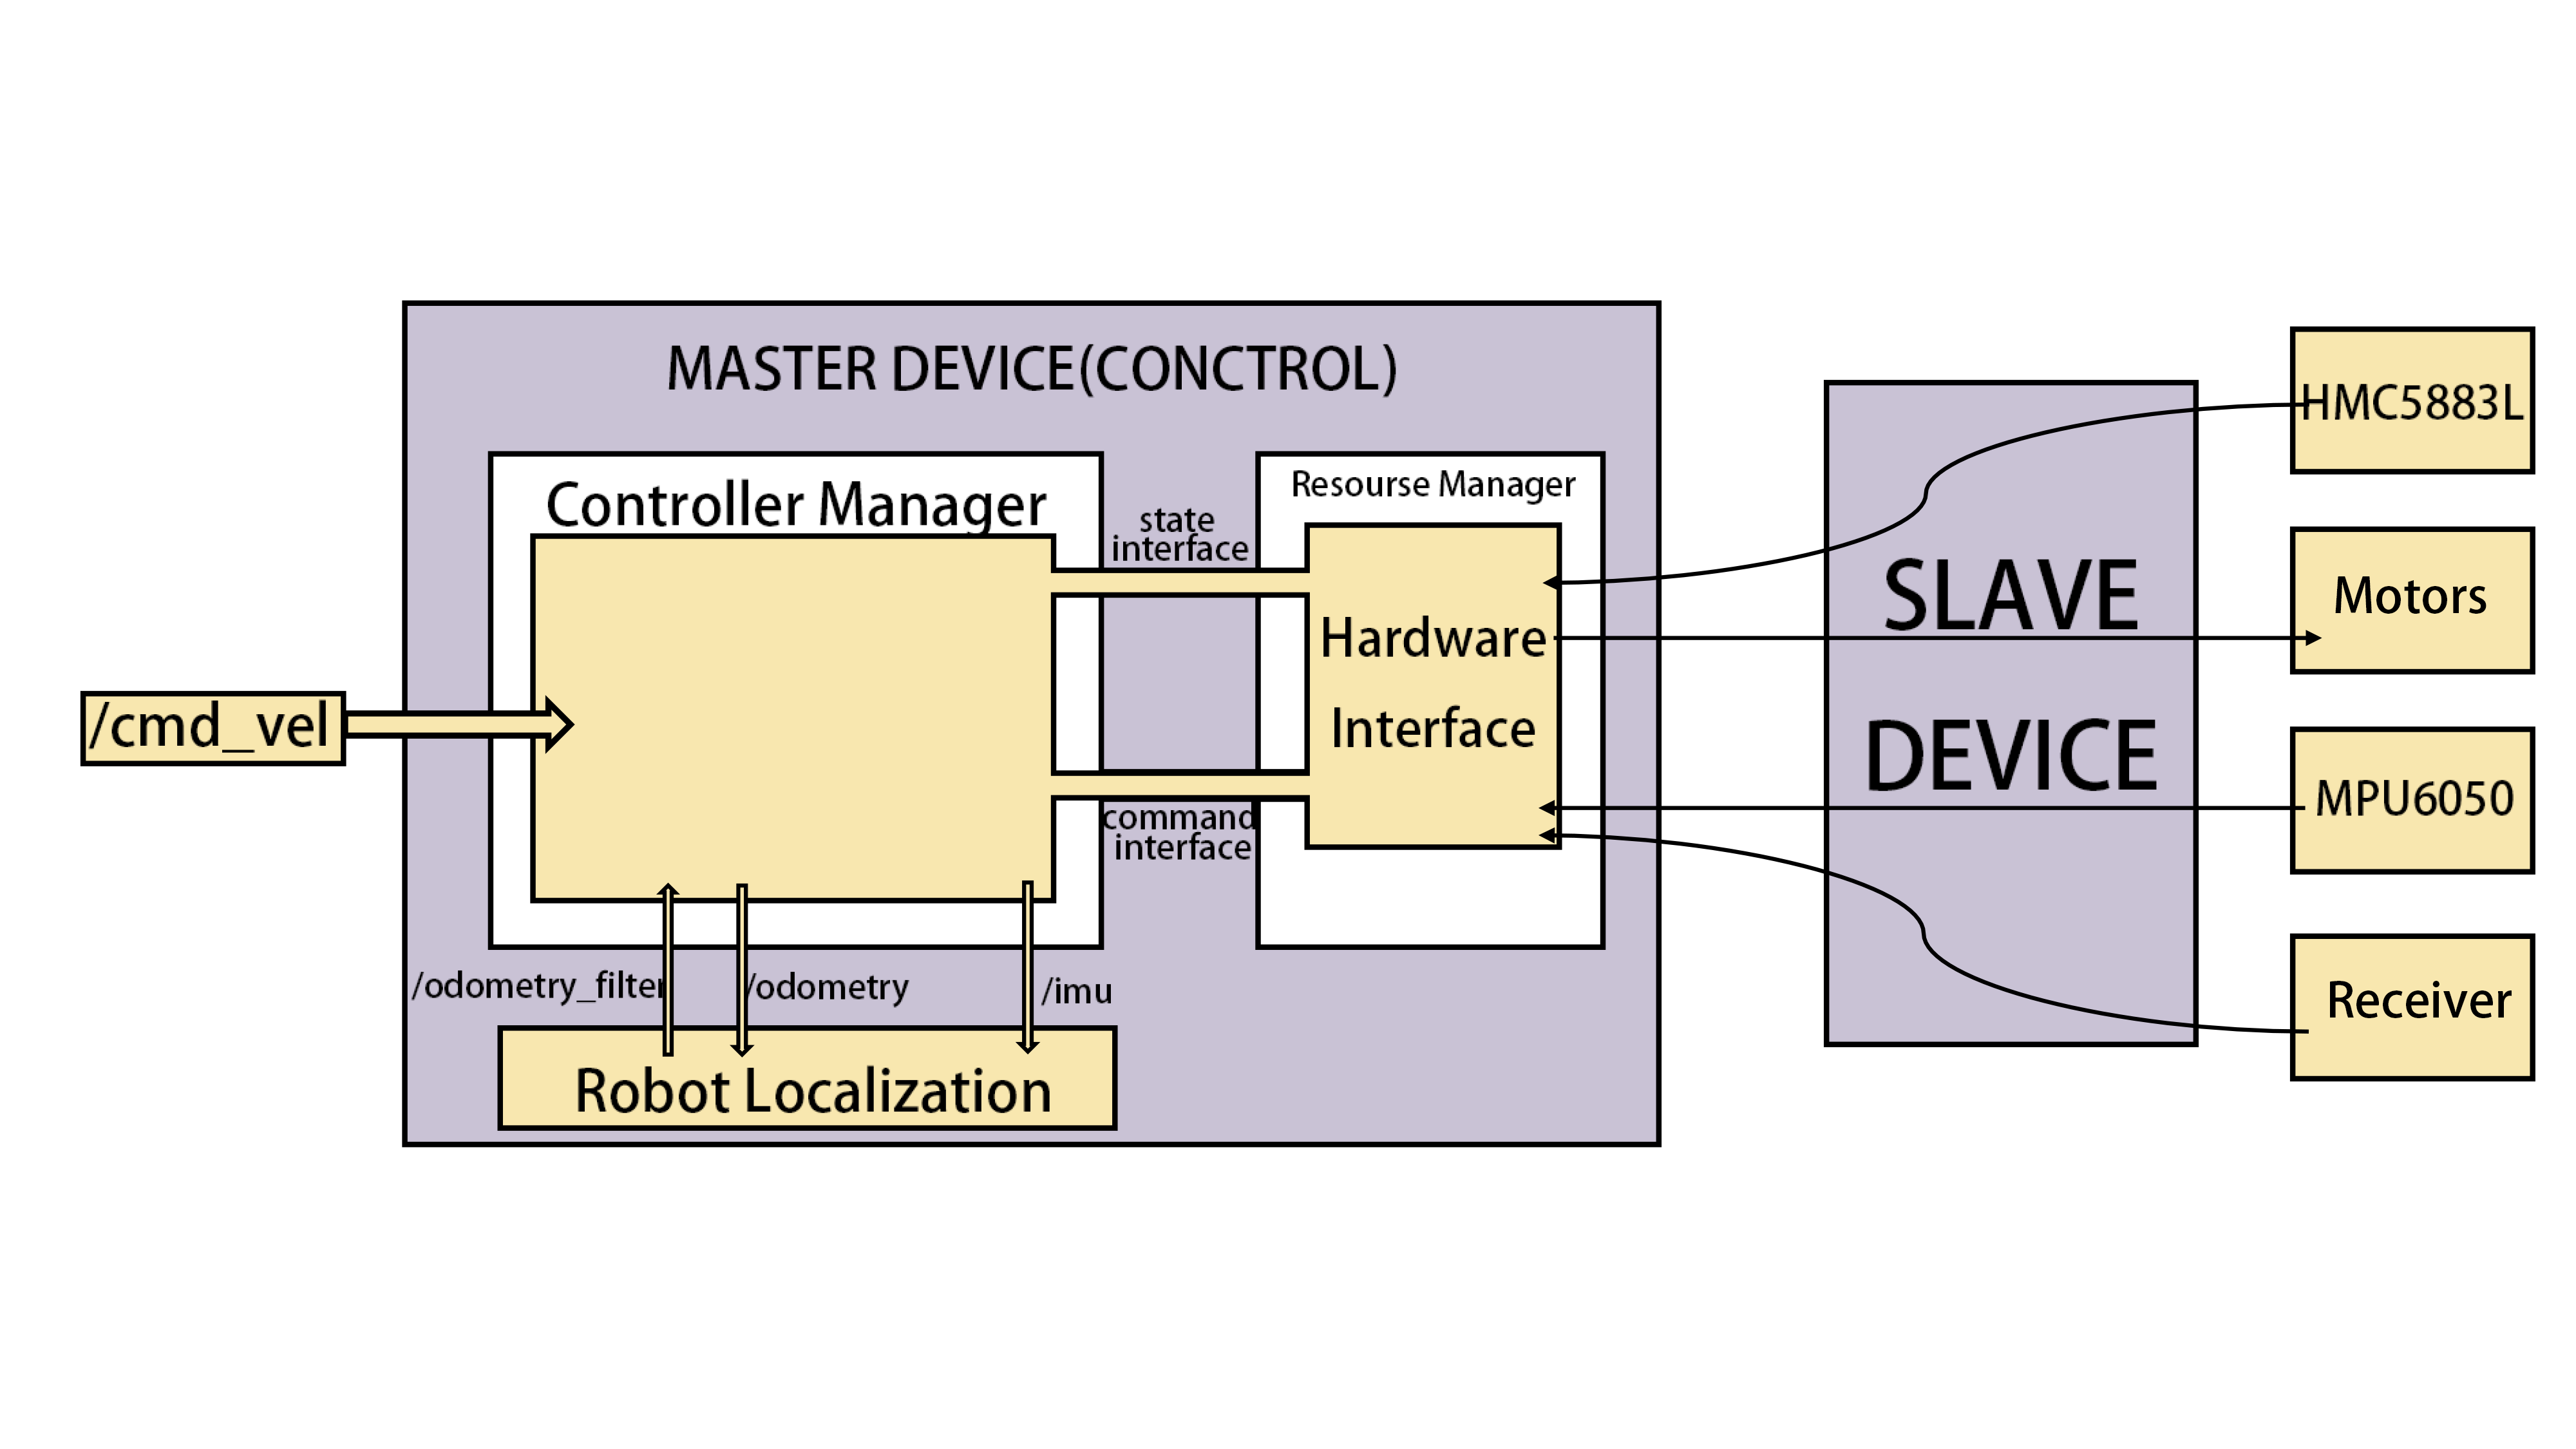 MASTER DEVICE(CONCTROL)
Controller Manager
state
interface
Resourse Manager
Hardware
Interface
command
interface
/cmd_vel
/odometry_filter
/odometry
/imu
Robot Localization
SLAVE
DEVICE
HMC5883L
Motors
MPU6050
Receiver